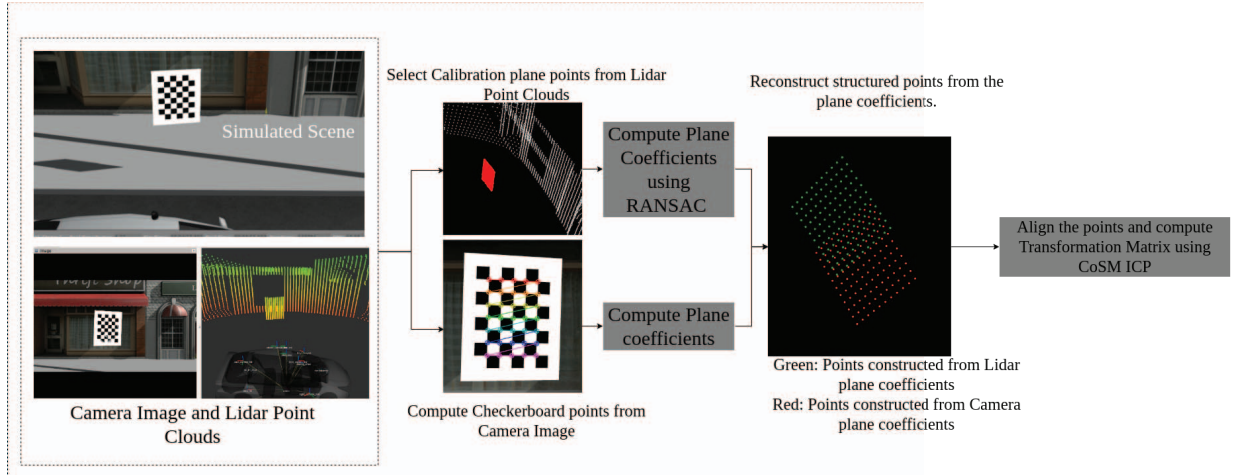 Simulated Scene
Thrift Shop
Camera Image and Lidar Point
Clouds
Select Calibration plane points from Lidar
Point Clouds
Compute Checkerboard points from
Camera Image
Compute Plane
Coefficients
using
RANSAC
Compute Plane
coefficients
Reconstruct structured points from the
plane coefficients.
Green: Points constructed from Lidar
plane coefficients
Red: Points constructed from Camera
plane coefficients
Align the points and compute
Transformation Matrix using
CoSM ICP